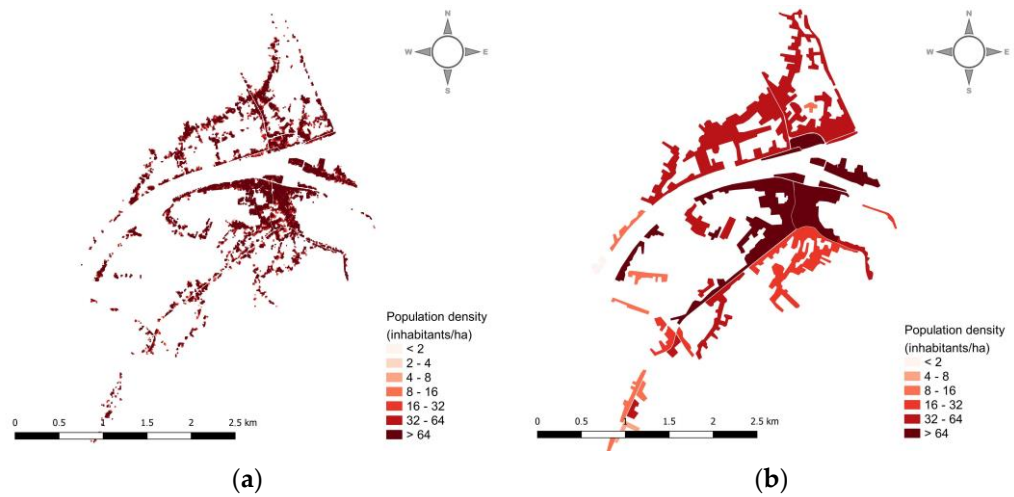 N
W E
S
Population density
(inhabitants/ha)
< 2
2 - 4
4 - 8
8 - 16
16 - 32
32 - 64
> 64
0 0.5 1 1.5 2 2.5 km
(a)
N
W E
S
Population density
(inhabitants/ha)
< 2
2 - 4
4 - 8
8 - 16
16 - 32
32 - 64
> 64
0 0.5 1 1.5 2 2.5 km
(b)